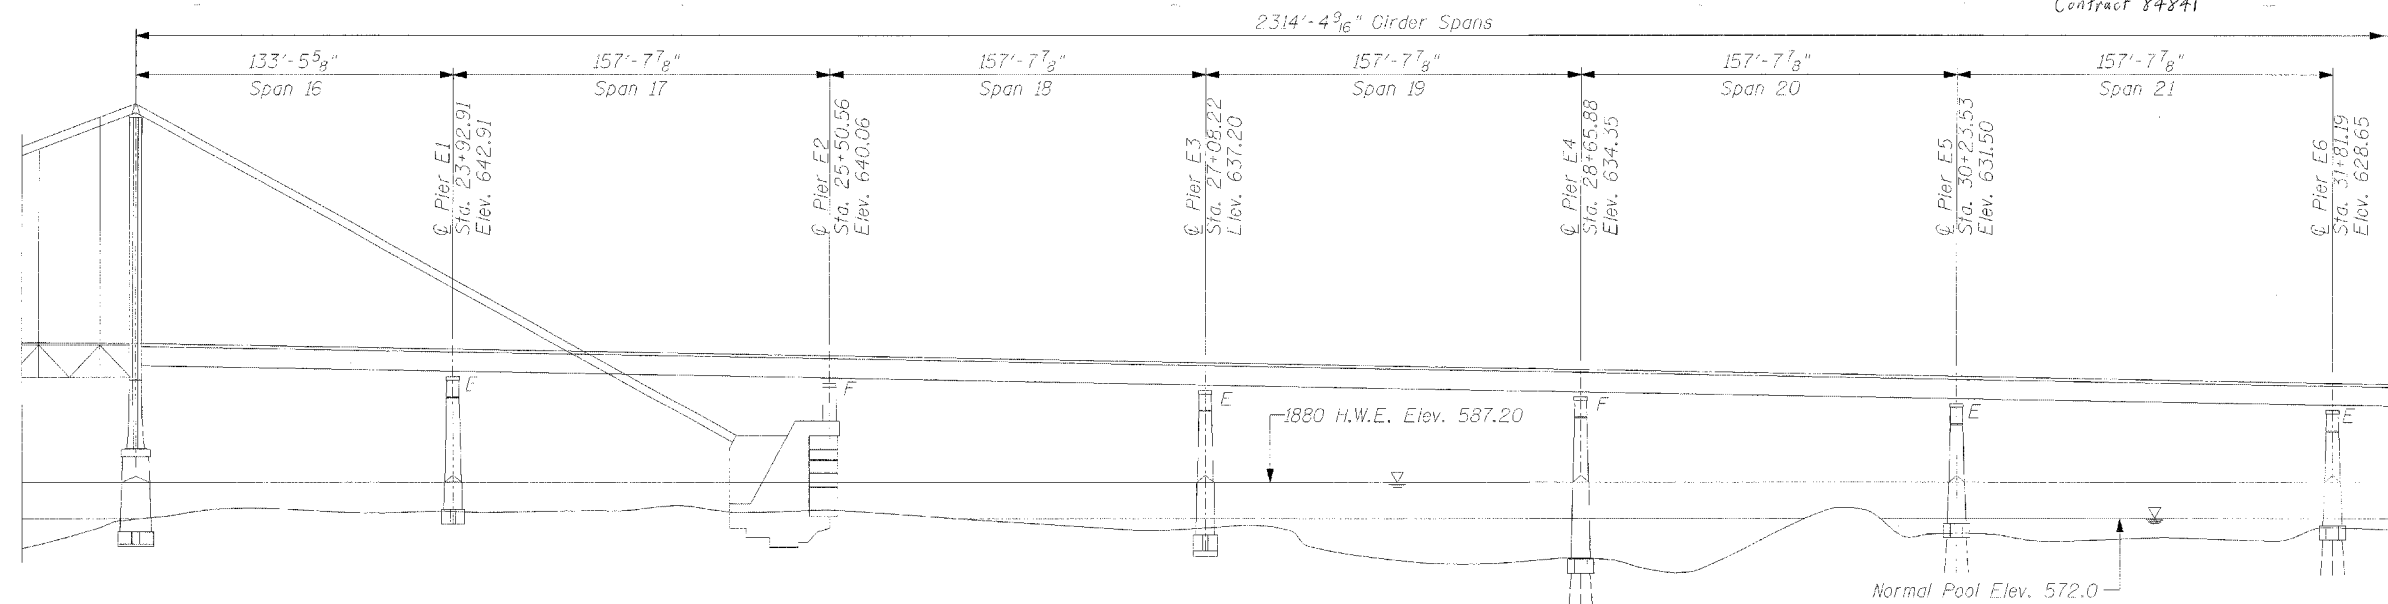 Contract 84841
2314'-4 9/16" Girder Spans
133'-5 5/8"
157'-7 7/8"
157'-7 7/8"
157'-7 7/8"
157'-7 7/8"
157'-7 7/8"
Span 16
Span 17
Span 18
Span 19
Span 20
Span 21
℄ Pier E1
Sta. 23+92.91
Elev. 642.91
℄ Pier E2
Sta. 25+50.56
Elev. 640.06
℄ Pier E3
Sta. 27+08.22
Elev. 637.20
℄ Pier E4
Sta. 28+65.88
Elev. 634.35
℄ Pier E5
Sta. 30+23.53
Elev. 631.50
℄ Pier E6
Sta. 31+81.19
Elev. 628.65
E
F
E
F
E
E
1880 H.W.E. Elev. 587.20
Normal Pool Elev. 572.0